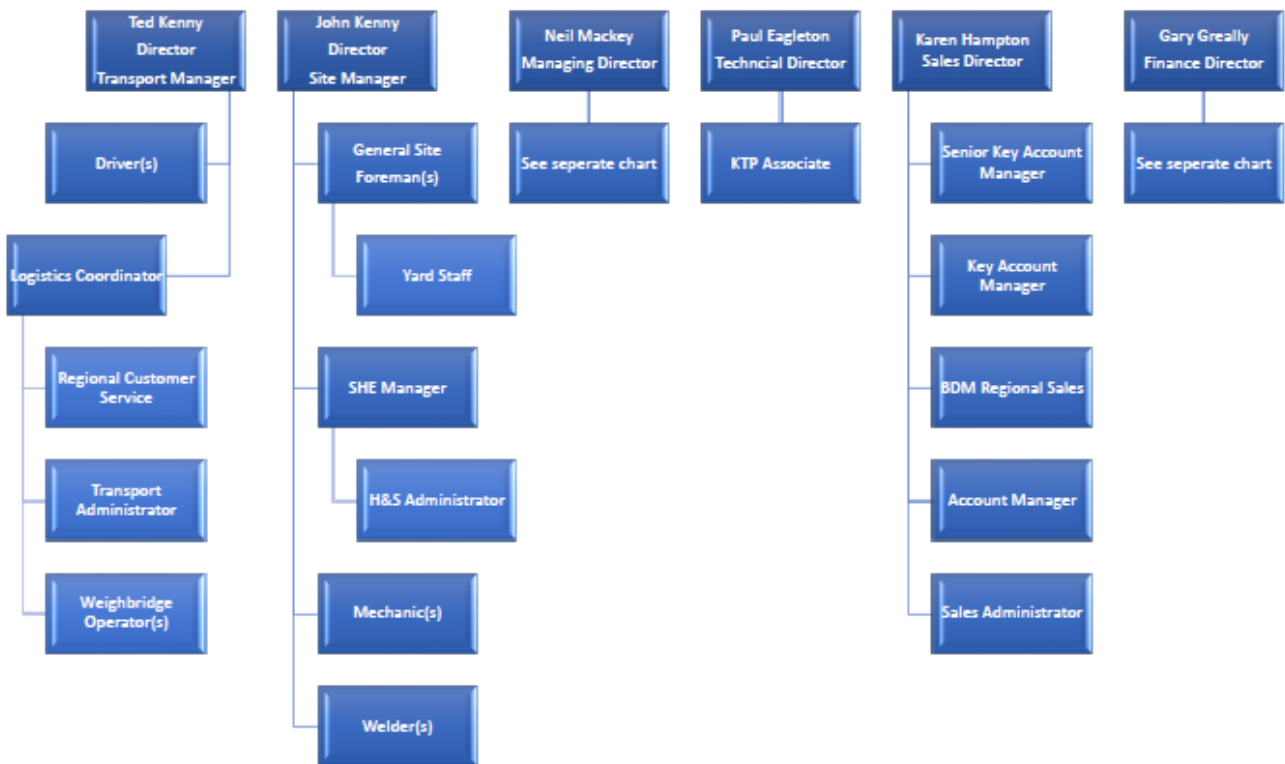 Ted Kenny
Director
Transport Manager
John Kenny
Director
Site Manager
Neil Mackey
Managing Director
Paul Eagleton
Techncial Director
Karen Hampton
Sales Director
Gary Greally
Finance Director
Driver(s)
General Site
Foreman(s)
See seperate chart
KTP Associate
Senior Key Account
Manager
See seperate chart
Logistics Coordinator
Yard Staff
Key Account
Manager
Regional Customer
Service
SHE Manager
BDM Regional Sales
Transport
Administrator
H&S Administrator
Account Manager
Weighbridge
Operator(s)
Mechanic(s)
Sales Administrator
Welder(s)